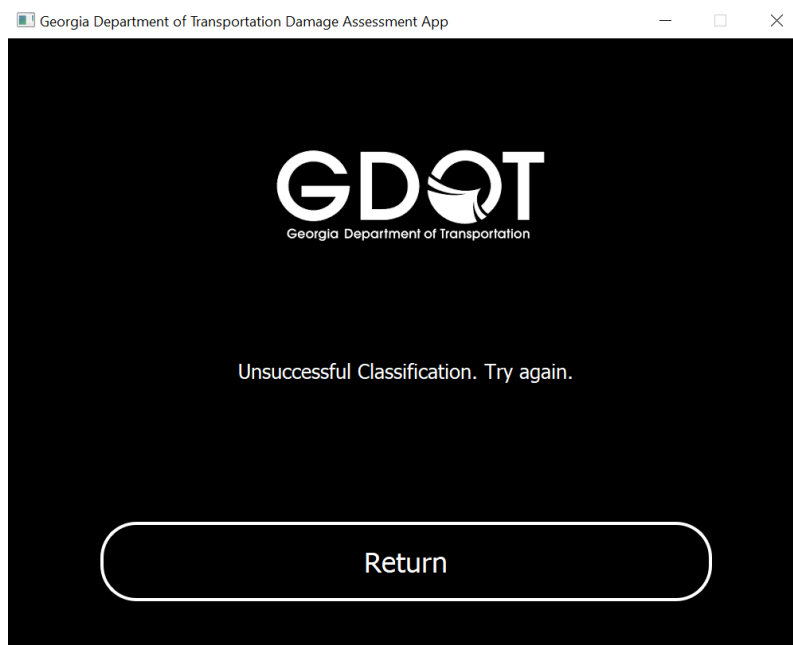 Georgia Department of Transportation Damage Assessment App
GDOT
Georgia Department of Transportation
Unsuccessful Classification. Try again.
Return